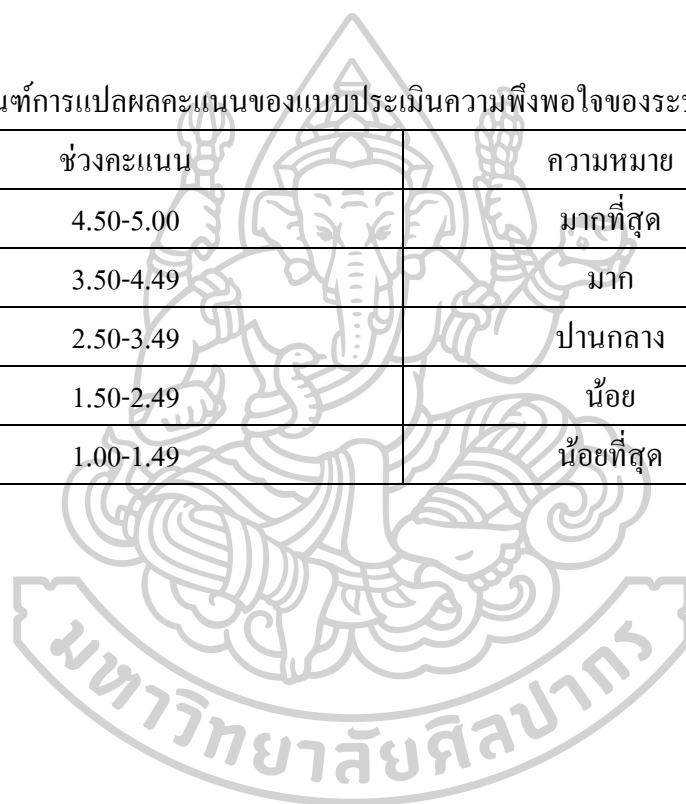 ณฑ์การแปลผลคะแนนของแบบประเมินความพึงพอใจของระบ
ช่วงคะแนน ความหมาย
4.50-5.00 มากที่สุด
3.50-4.49 มาก
2.50-3.49 ปานกลาง
1.50-2.49 น้อย
1.00-1.49 น้อยที่สุด
มหาวิทยาลัยศิลปากร